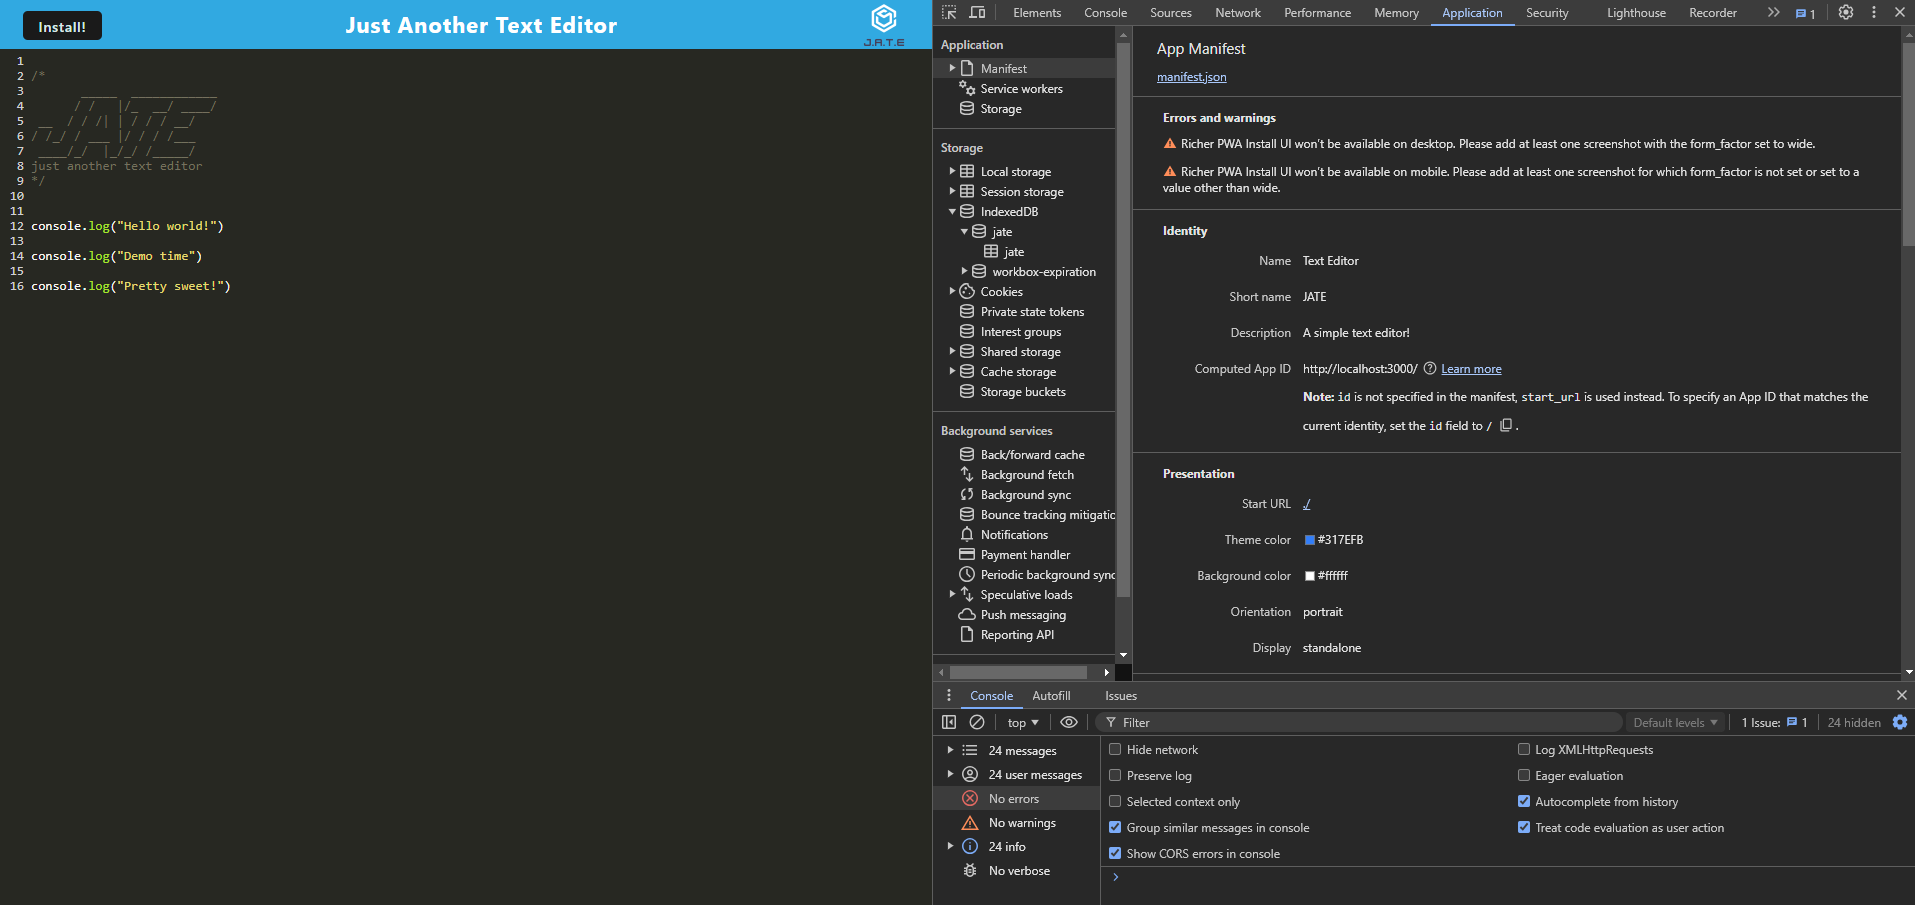 Install!
Just Another Text Editor
J.A.T.E
1
2 /*
3        _____  ____________
4       / /   |/_  __/ ____/
5  __  / / /| | / / / __/
6 / /_/ / ___ |/ / / /___
7  ____/_/  |_/_/ /_____/
8 just another text editor
9 */
10
11
12 console.log("Hello world!")
13
14 console.log("Demo time")
15
16 console.log("Pretty sweet!")
Elements Console Sources Network Performance Memory Application Security Lighthouse Recorder 1
Application
Manifest
Service workers
Storage
Storage
Local storage
Session storage
IndexedDB
jate
jate
workbox-expiration
Cookies
Private state tokens
Interest groups
Shared storage
Cache storage
Storage buckets
Background services
Back/forward cache
Background fetch
Background sync
Bounce tracking mitigatio
Notifications
Payment handler
Periodic background sync
Speculative loads
Push messaging
Reporting API
App Manifest
manifest.json
Errors and warnings
Richer PWA Install UI won't be available on desktop. Please add at least one screenshot with the form_factor set to wide.
Richer PWA Install UI won't be available on mobile. Please add at least one screenshot for which form_factor is not set or set to a
value other than wide.
Identity
Name Text Editor
Short name JATE
Description A simple text editor!
Computed App ID http://localhost:3000/ Learn more
Note: id is not specified in the manifest, start_url is used instead. To specify an App ID that matches the
current identity, set the id field to / .
Presentation
Start URL ./
Theme color #317EFB
Background color #ffffff
Orientation portrait
Display standalone
Console Autofill Issues
top Filter Default levels 1 Issue: 1 24 hidden
24 messages
24 user messages
No errors
No warnings
24 info
No verbose
Hide network
Preserve log
Selected context only
Group similar messages in console
Show CORS errors in console
Log XMLHttpRequests
Eager evaluation
Autocomplete from history
Treat code evaluation as user action